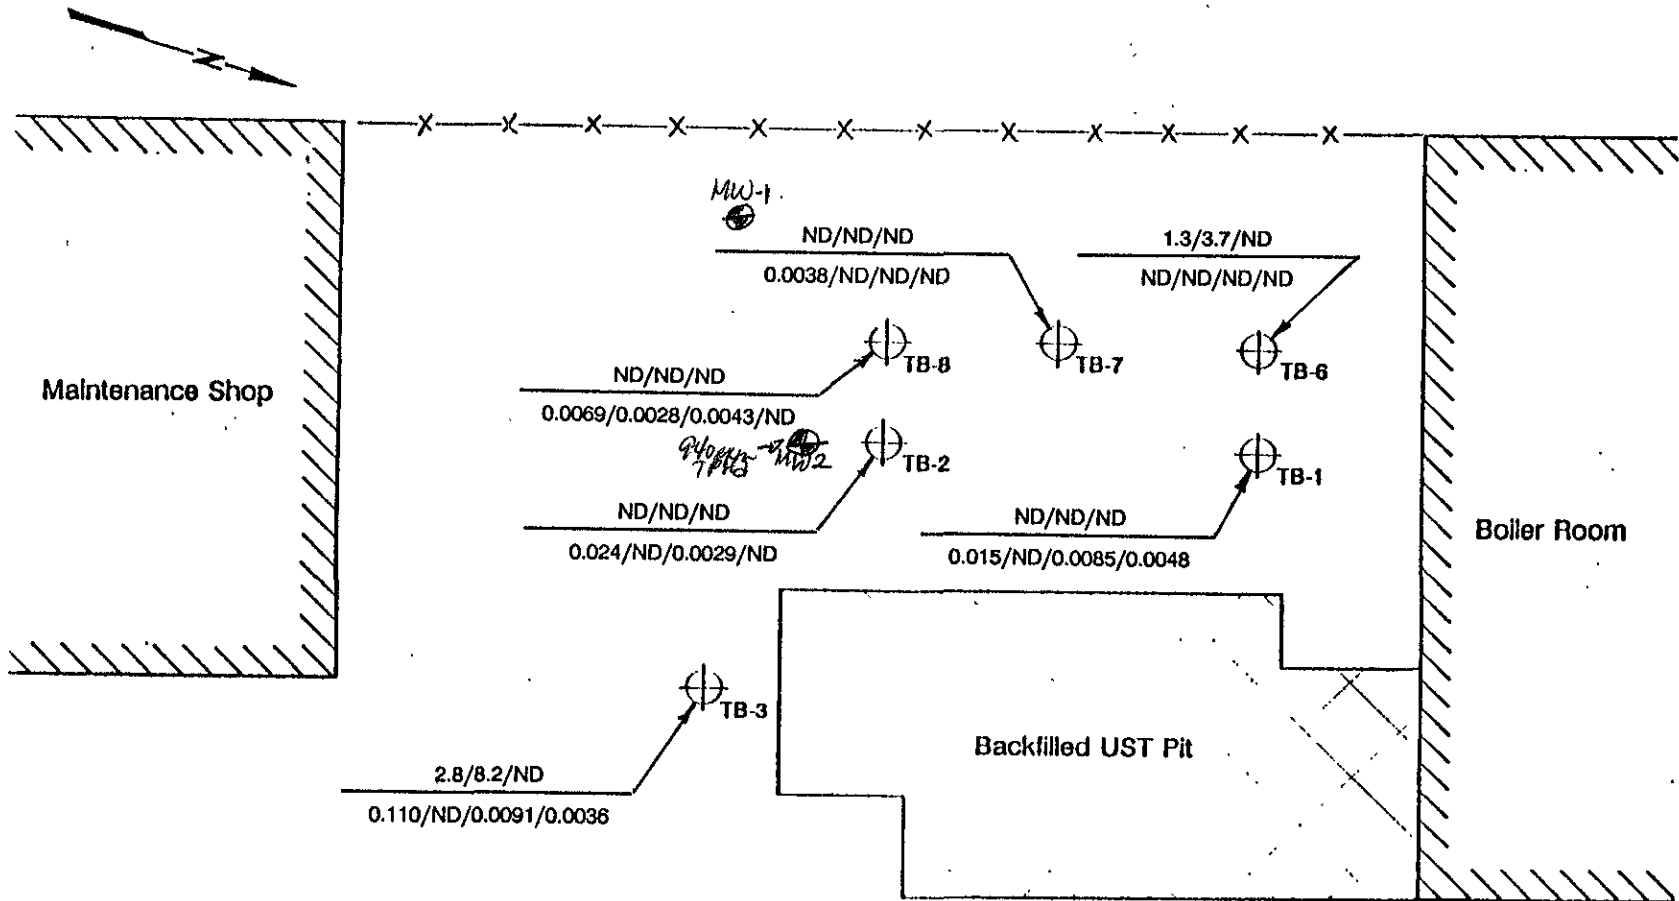 N
MW-1
ND/ND/ND
0.0038/ND/ND/ND
1.3/3.7/ND
ND/ND/ND/ND
TB-8
TB-7
TB-6
Maintenance Shop
ND/ND/ND
0.0069/0.0028/0.0043/ND
940
MW2
TB-2
TB-1
ND/ND/ND
0.024/ND/0.0029/ND
ND/ND/ND
0.015/ND/0.0085/0.0048
Boiler Room
TB-3
Backfilled UST Pit
2.8/8.2/ND
0.110/ND/0.0091/0.0036